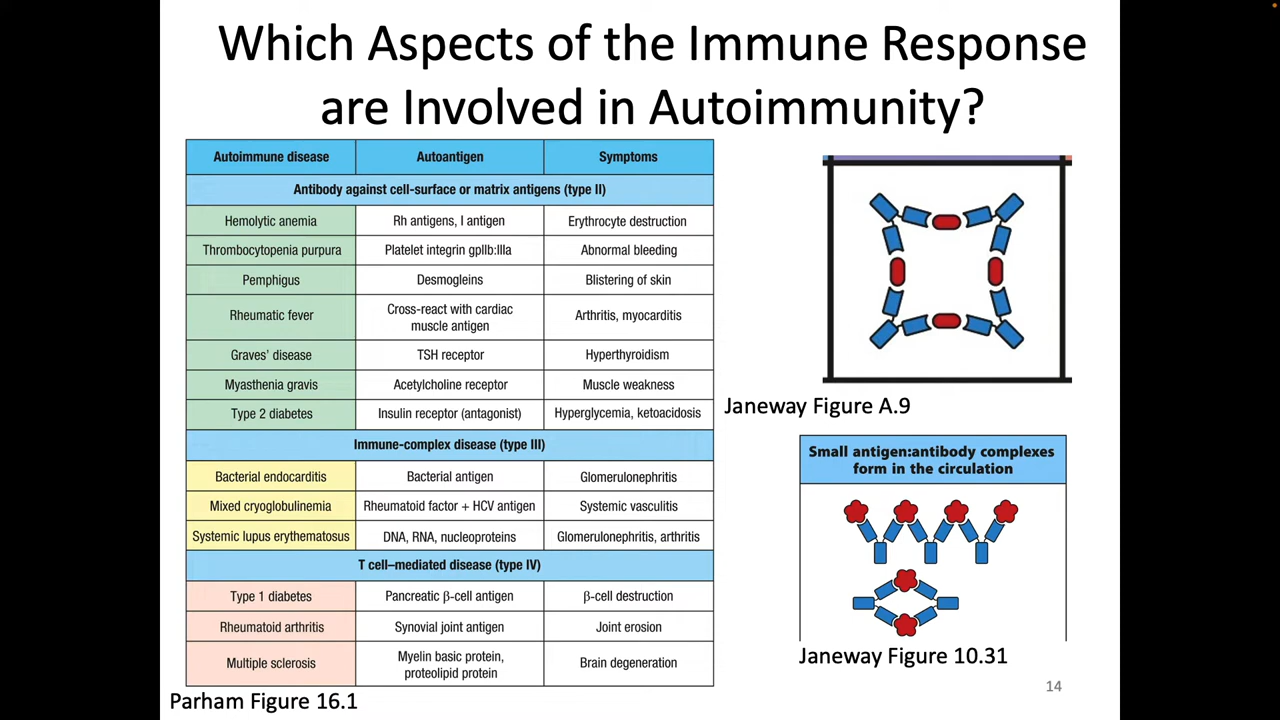 Which Aspects of the Immune Response
are Involved in Autoimmunity?
Autoimmune disease Autoantigen Symptoms
Antibody against cell-surface or matrix antigens (type II)
Hemolytic anemia Rh antigens, I antigen Erythrocyte destruction
Thrombocytopenia purpura Platelet integrin gpIIb:IIIa Abnormal bleeding
Pemphigus Desmogleins Blistering of skin
Rheumatic fever Cross-react with cardiac Arthritis, myocarditis
muscle antigen
Graves’ disease TSH receptor Hyperthyroidism
Myasthenia gravis Acetylcholine receptor Muscle weakness
Type 2 diabetes Insulin receptor (antagonist) Hyperglycemia, ketoacidosis
Immune-complex disease (type III)
Bacterial endocarditis Bacterial antigen Glomerulonephritis
Mixed cryoglobulinemia Rheumatoid factor + HCV antigen Systemic vasculitis
Systemic lupus erythematosus DNA, RNA, nucleoproteins Glomerulonephritis, arthritis
T cell–mediated disease (type IV)
Type 1 diabetes Pancreatic β-cell antigen β-cell destruction
Rheumatoid arthritis Synovial joint antigen Joint erosion
Multiple sclerosis Myelin basic protein, Brain degeneration
proteolipid protein
Parham Figure 16.1
Janeway Figure A.9
Small antigen:antibody complexes
form in the circulation
Janeway Figure 10.31
14